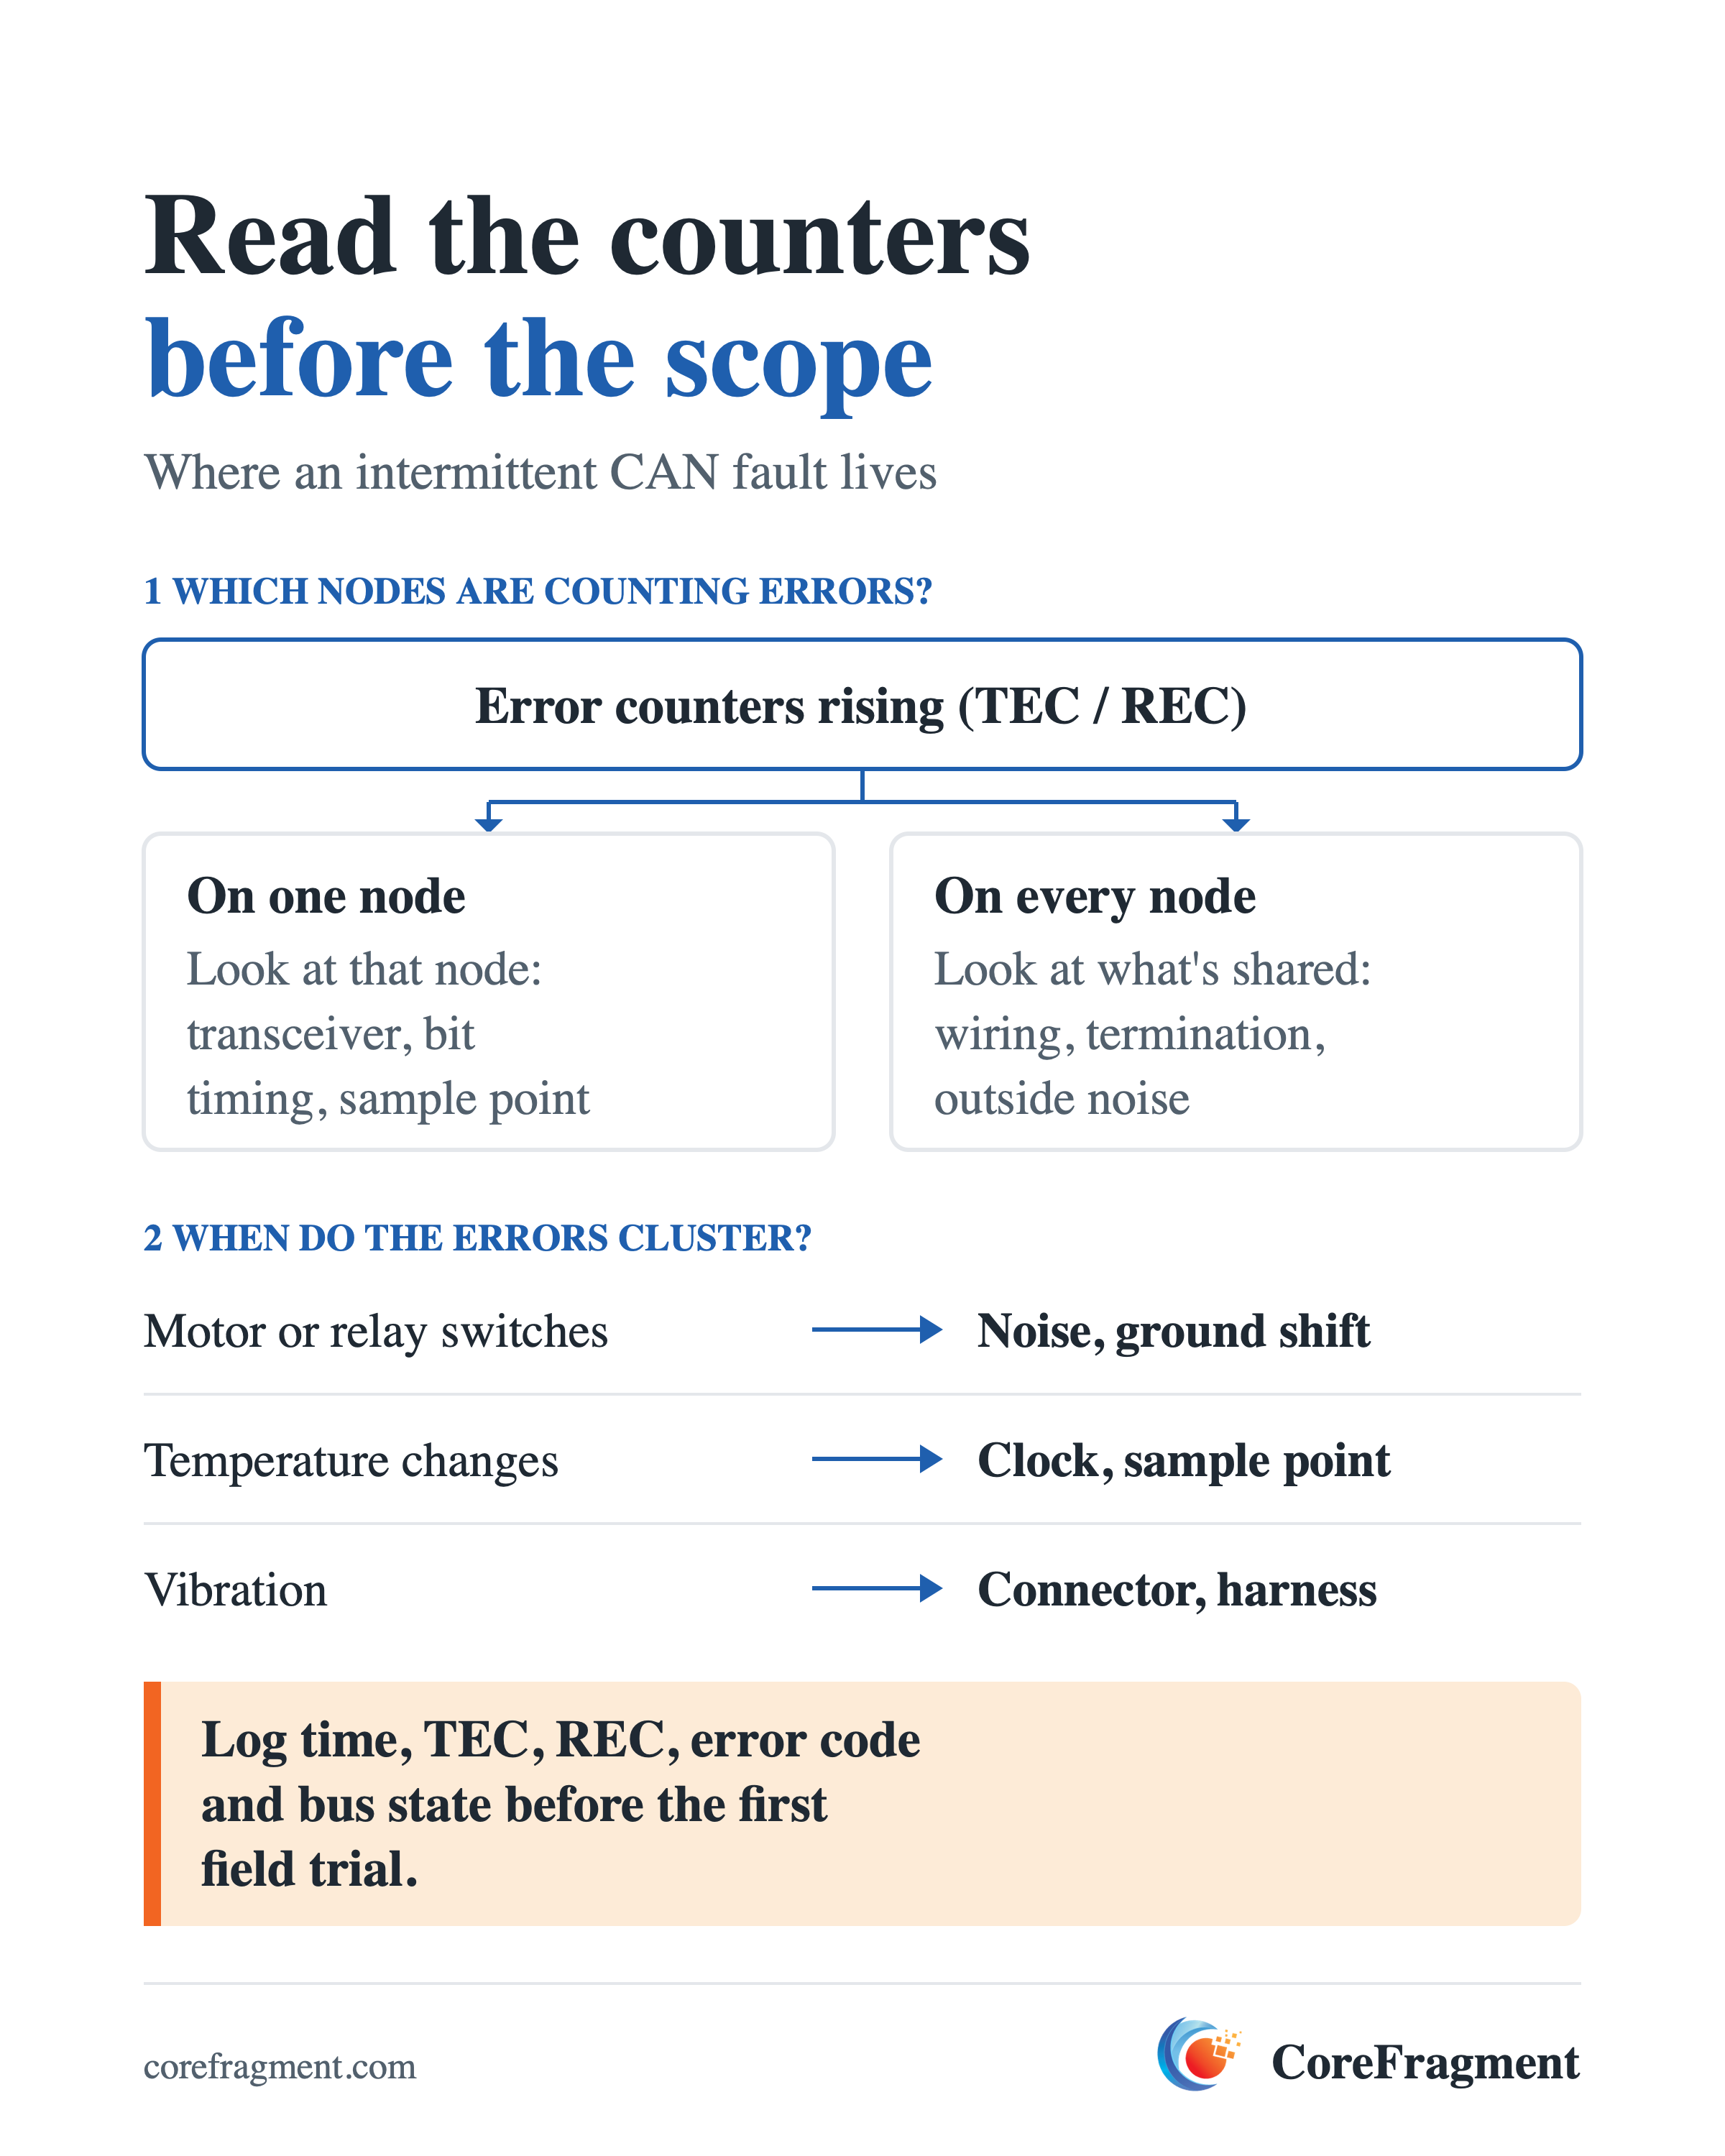 Read the counters
before the scope
Where an intermittent CAN fault lives
1 WHICH NODES ARE COUNTING ERRORS?
Error counters rising (TEC / REC)
On one node
Look at that node:
transceiver, bit
timing, sample point
On every node
Look at what's shared:
wiring, termination,
outside noise
2 WHEN DO THE ERRORS CLUSTER?
Motor or relay switches
Noise, ground shift
Temperature changes
Clock, sample point
Vibration
Connector, harness
Log time, TEC, REC, error code
and bus state before the first
field trial.
corefragment.com
CoreFragment